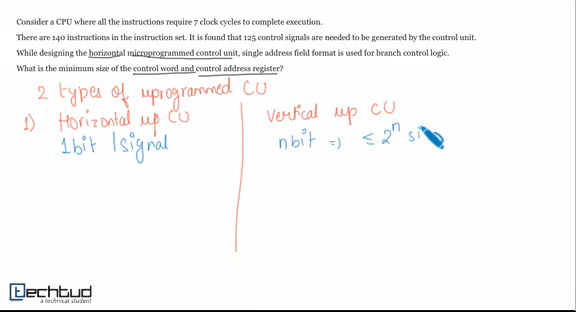 Consider a CPU where all the instructions require 7 clock cycles to complete execution.
There are 140 instructions in the instruction set. It is found that 125 control signals are needed to be generated by the control unit.
While designing the horizontal microprogrammed control unit, single address field format is used for branch control logic.
What is the minimum size of the control word and control address register?
2 types of μprogrammed CU
1) Horizontal μp CU
1bit / signal
Vertical μp CU
n bit => ≤ 2^n si
techtud
a technical student